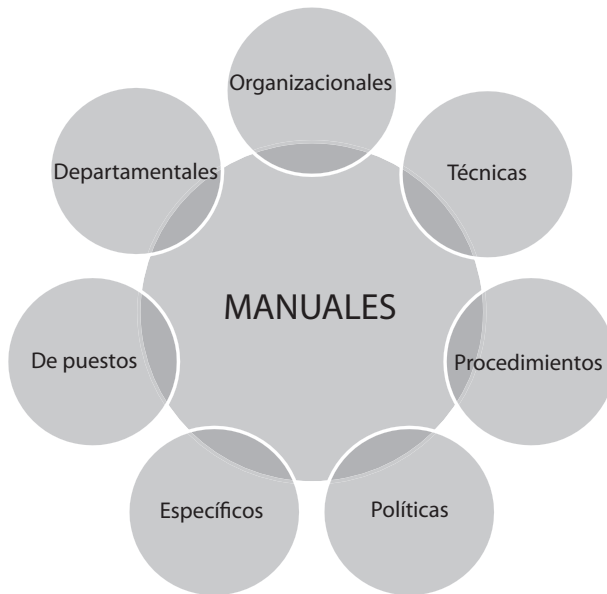 Organizacionales
Departamentales
Técnicas
MANUALES
De puestos
Procedimientos
Específicos
Políticas